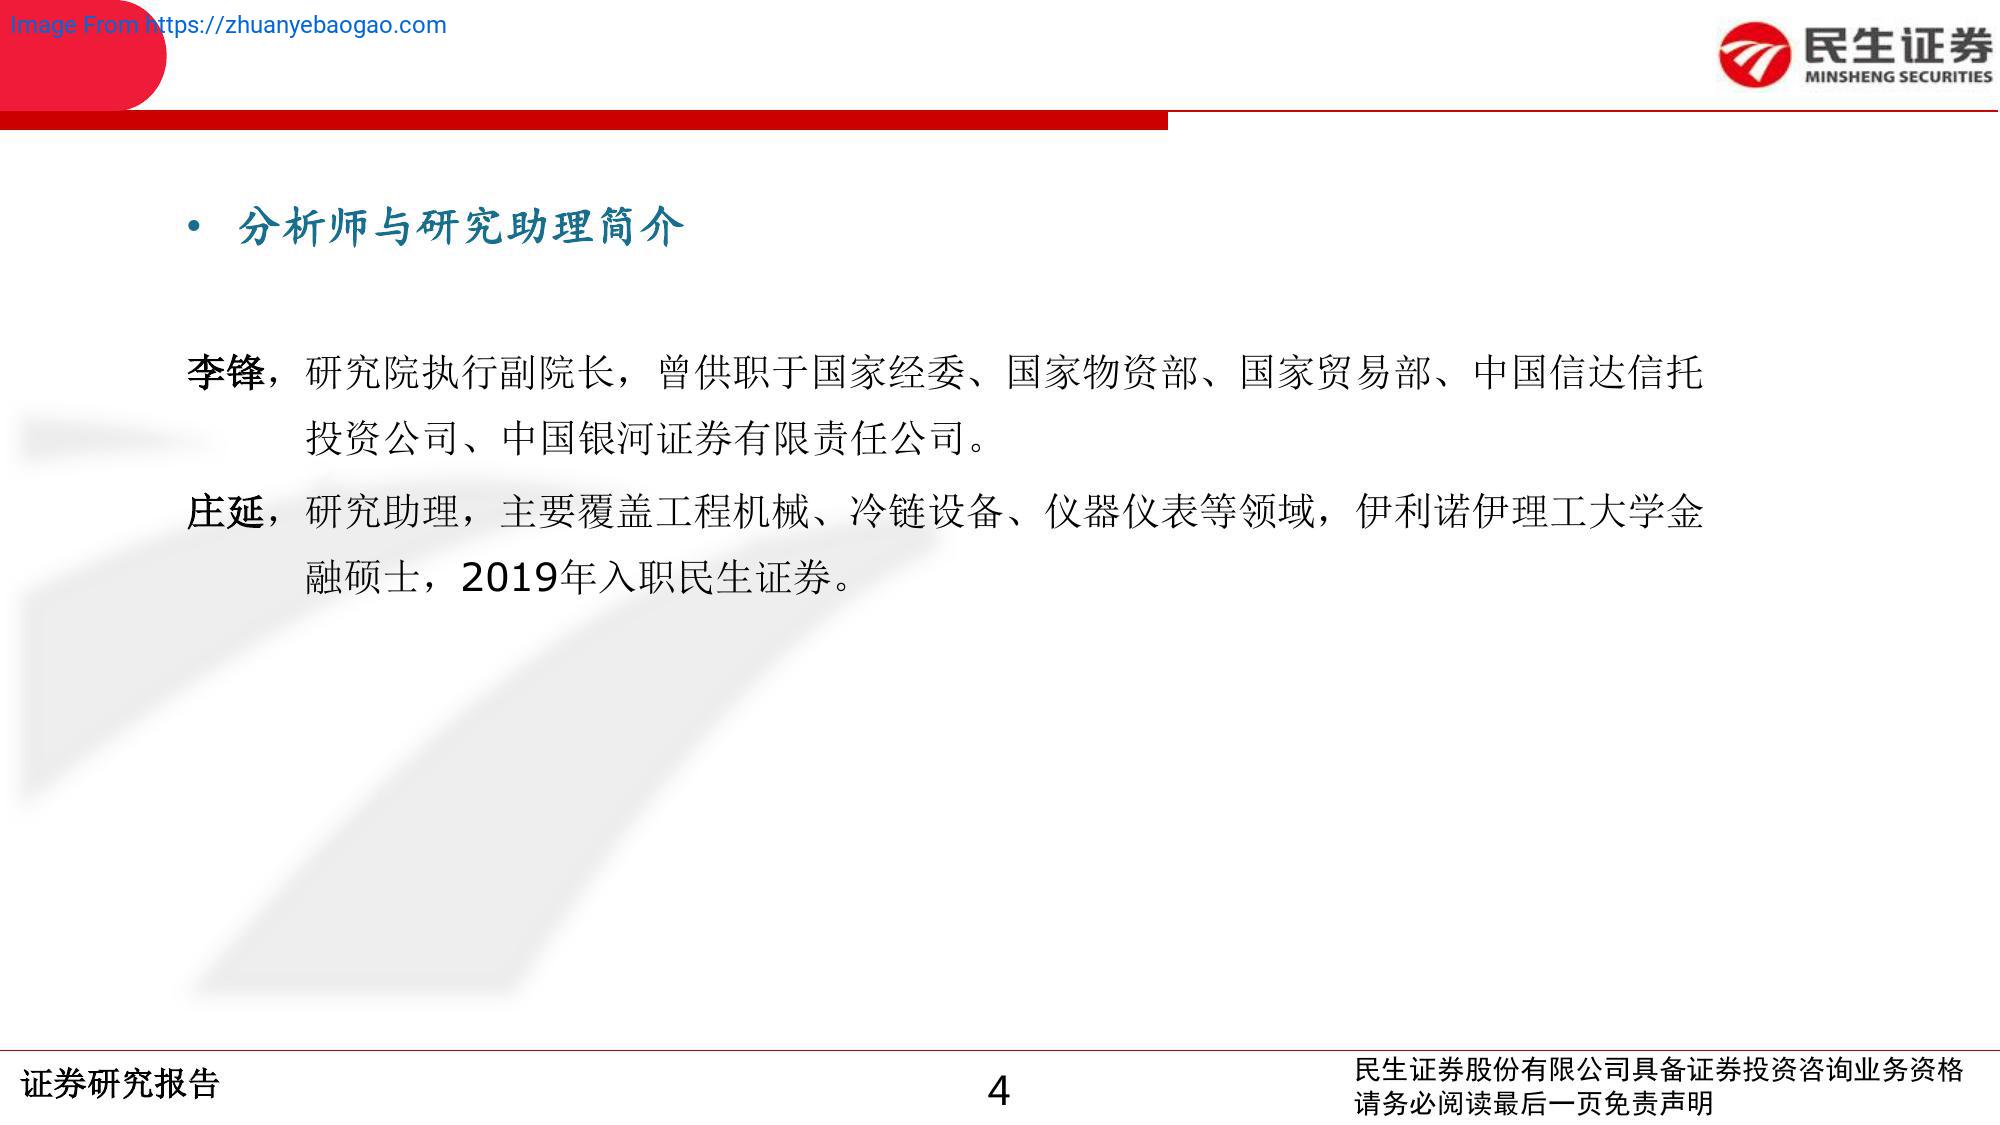 Image From https://zhuanyebaogao.com
民生证券
MINSHENG SECURITIES
• 分析师与研究助理简介
李锋，研究院执行副院长，曾供职于国家经委、国家物资部、国家贸易部、中国信达信托
投资公司、中国银河证券有限责任公司。
庄延，研究助理，主要覆盖工程机械、冷链设备、仪器仪表等领域，伊利诺伊理工大学金
融硕士，2019年入职民生证券。
证券研究报告
4
民生证券股份有限公司具备证券投资咨询业务资格
请务必阅读最后一页免责声明